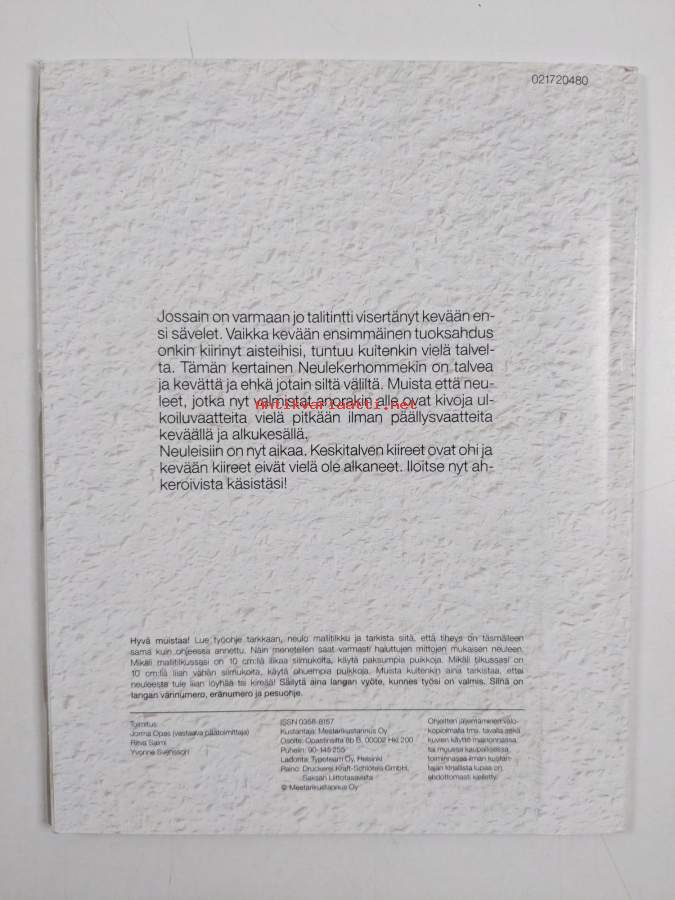 021720480
Jossain on varmaan jo talitintti visertänyt kevään en-
si sävelet. Vaikka kevään ensimmäinen tuoksahdus
onkin kiirinyt aisteihisi, tuntuu kuitenkin vielä talvel-
ta. Tämän kertainen Neulekerhommekin on talvea
ja kevättä ja ehkä jotain siltä väliltä. Muista että neu-
leet, jotka nyt valmistat anorakin alle ovat kivoja ul-
Antikvariaatti.net
koiluvaatteita vielä pitkään ilman päällysvaatteita
keväällä ja alkukesällä.
Neuleisiin on nyt aikaa. Keskitalven kiireet ovat ohi ja
kevään kiireet eivät vielä ole alkaneet. Iloitse nyt ah-
keroivista käsistäsi!
Hyvä muistaa! Lue työohje tarkkaan, neulo mallitilkku ja tarkista siitä, että tiheys on täsmälleen
sama kuin ohjeessa annettu. Näin menetellen saat varmasti haluttujen mittojen mukaisen neuleen.
Mikäli mallitilkussasi on 10 cm:llä liikaa silmukoita, käytä paksumpia puikkoja. Mikäli tilkussasi on
10 cm:llä liian vähän silmukoita, käytä ohuempia puikkoja. Muista kuitenkin aina tarkistaa, ettei
neuleesta tule liian löyhää tai kireää! Säilytä aina langan vyöte, kunnes työsi on valmis. Siinä on
langan värinumero, eränumero ja pesuohje.
Toimitus:
Jorma Opas (vastaava päätoimittaja)
Ritva Salmi
Yvonne Svensson
ISSN 0358-8157
Kustantaja: Mestarikustannus Oy
Osoite: Opastinsilta 8b B, 00002 Hki 200
Puhelin: 90-146 255
Ladonta: Typoteam Oy, Helsinki
Paino: Druckerei Kraft-Schlötels GmbH,
Saksan Liittotasavalta
© Mestarikustannus Oy
Ohjeitten jäljentäminen valo-
kopioimalla tms. tavalla sekä
kuvien käyttö mainonnassa
tai muussa kaupallisessa
toiminnassa ilman kustan-
tajan kirjallista lupaa on
ehdottomasti kielletty.